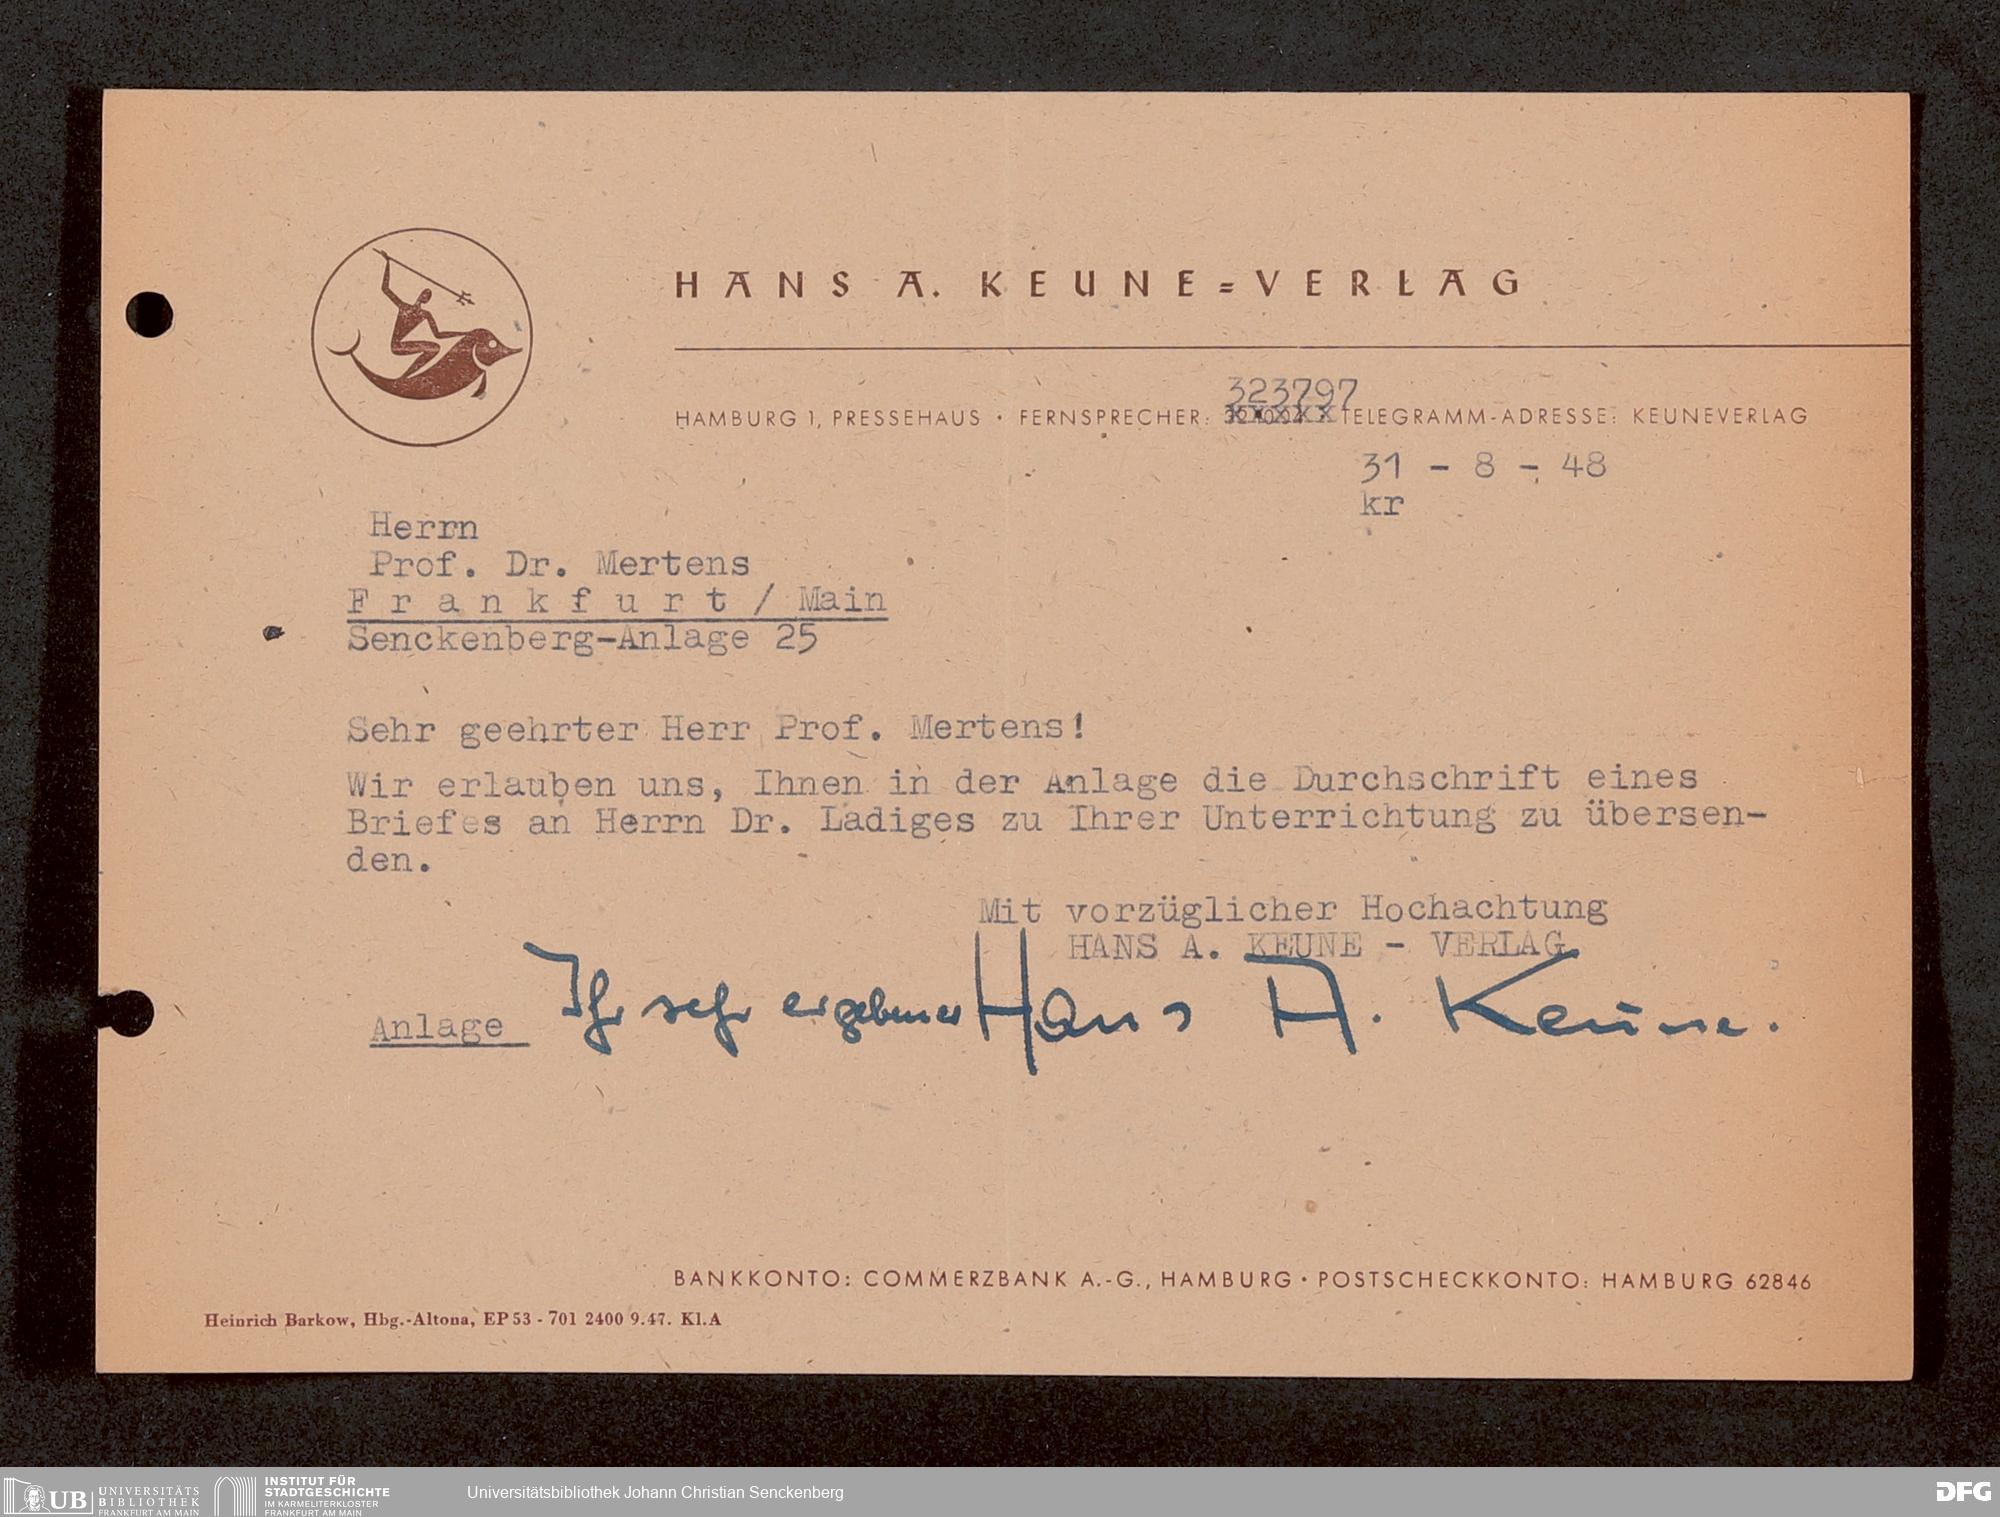 HANS A. KEUNE=VERLAG
323797
HAMBURG 1, PRESSEHAUS · FERNSPRECHER: TELEGRAMM-ADRESSE: KEUNEVERLAG
31 - 8 - 48
kr
Herrn
Prof. Dr. Mertens
F r a n k f u r t / Main
Senckenberg-Anlage 25
Sehr geehrter Herr Prof. Mertens!
Wir erlauben uns, Ihnen in der Anlage die Durchschrift eines
Briefes an Herrn Dr. Ladiges zu Ihrer Unterrichtung zu übersen-
den.
Mit vorzüglicher Hochachtung
HANS A. KEUNE - VERLAG
Anlage Ihr sehr ergebener Hans A. Keune.
BANKKONTO: COMMERZBANK A.-G., HAMBURG · POSTSCHECKKONTO: HAMBURG 62846
Heinrich Barkow, Hbg.-Altona, EP 53 - 701 2400 9.47. Kl.A
UB UNIVERSITÄTS
BIBLIOTHEK
FRANKFURT AM MAIN
INSTITUT FÜR
STADTGESCHICHTE
IM KARMELITERKLOSTER
FRANKFURT AM MAIN
Universitätsbibliothek Johann Christian Senckenberg
DFG